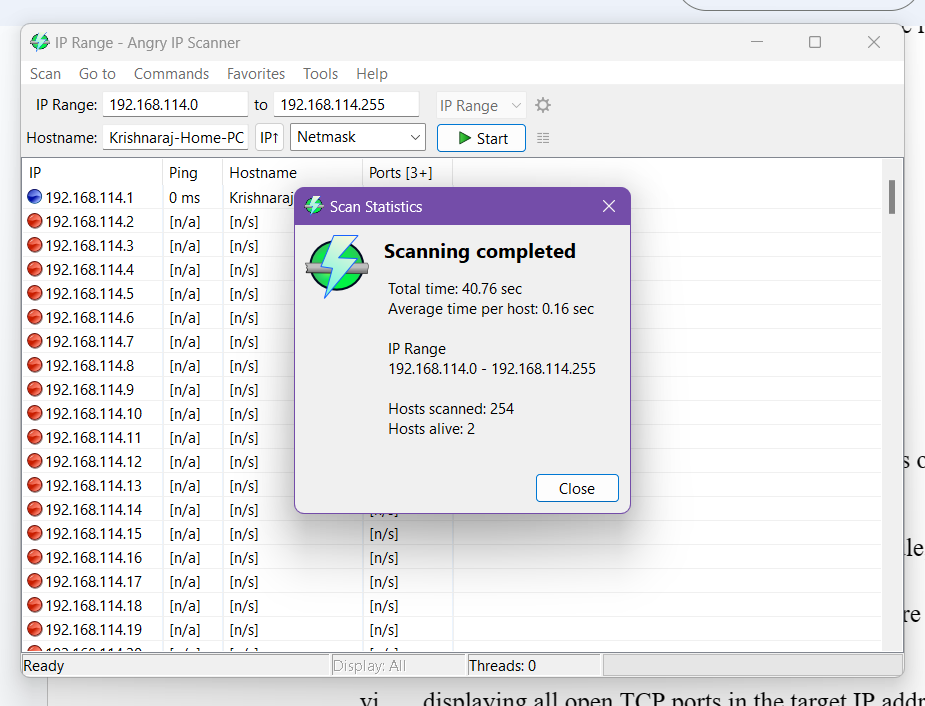 IP Range - Angry IP Scanner
Scan Go to Commands Favorites Tools Help
IP Range: 192.168.114.0 to 192.168.114.255 IP Range
Hostname: Krishnaraj-Home-PC IP↑ Netmask Start
IP Ping Hostname Ports [3+]
192.168.114.1 0 ms Krishnaraj
192.168.114.2 [n/a] [n/s]
192.168.114.3 [n/a] [n/s]
192.168.114.4 [n/a] [n/s]
192.168.114.5 [n/a] [n/s]
192.168.114.6 [n/a] [n/s]
192.168.114.7 [n/a] [n/s]
192.168.114.8 [n/a] [n/s]
192.168.114.9 [n/a] [n/s]
192.168.114.10 [n/a] [n/s]
192.168.114.11 [n/a] [n/s]
192.168.114.12 [n/a] [n/s]
192.168.114.13 [n/a] [n/s]
192.168.114.14 [n/a] [n/s] [n/s]
192.168.114.15 [n/a] [n/s] [n/s]
192.168.114.16 [n/a] [n/s] [n/s]
192.168.114.17 [n/a] [n/s] [n/s]
192.168.114.18 [n/a] [n/s] [n/s]
192.168.114.19 [n/a] [n/s] [n/s]
Scan Statistics
Scanning completed
Total time: 40.76 sec
Average time per host: 0.16 sec
IP Range
192.168.114.0 - 192.168.114.255
Hosts scanned: 254
Hosts alive: 2
Close
Ready Display: All Threads: 0
vi displaying all open TCP ports in the target IP addr